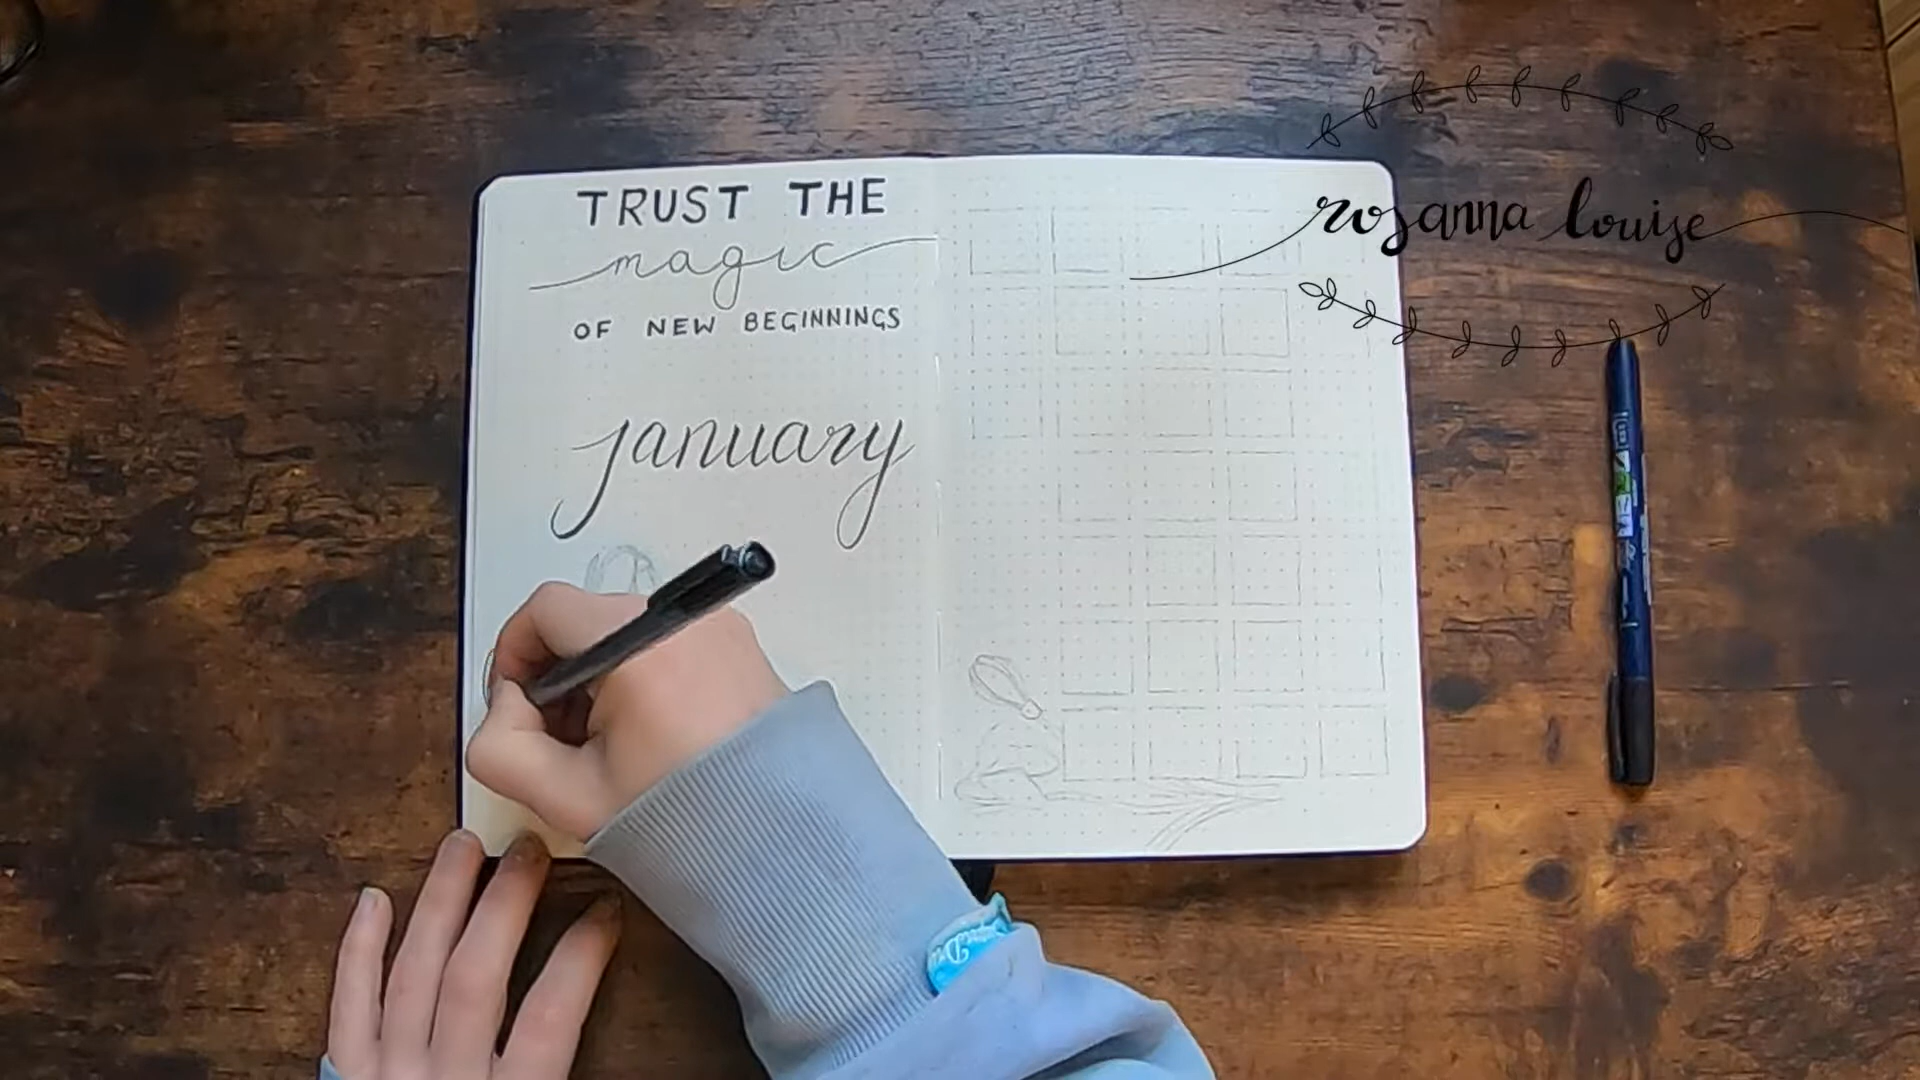 TRUST THE
magic
OF NEW BEGINNINGS
january
rosanna louise